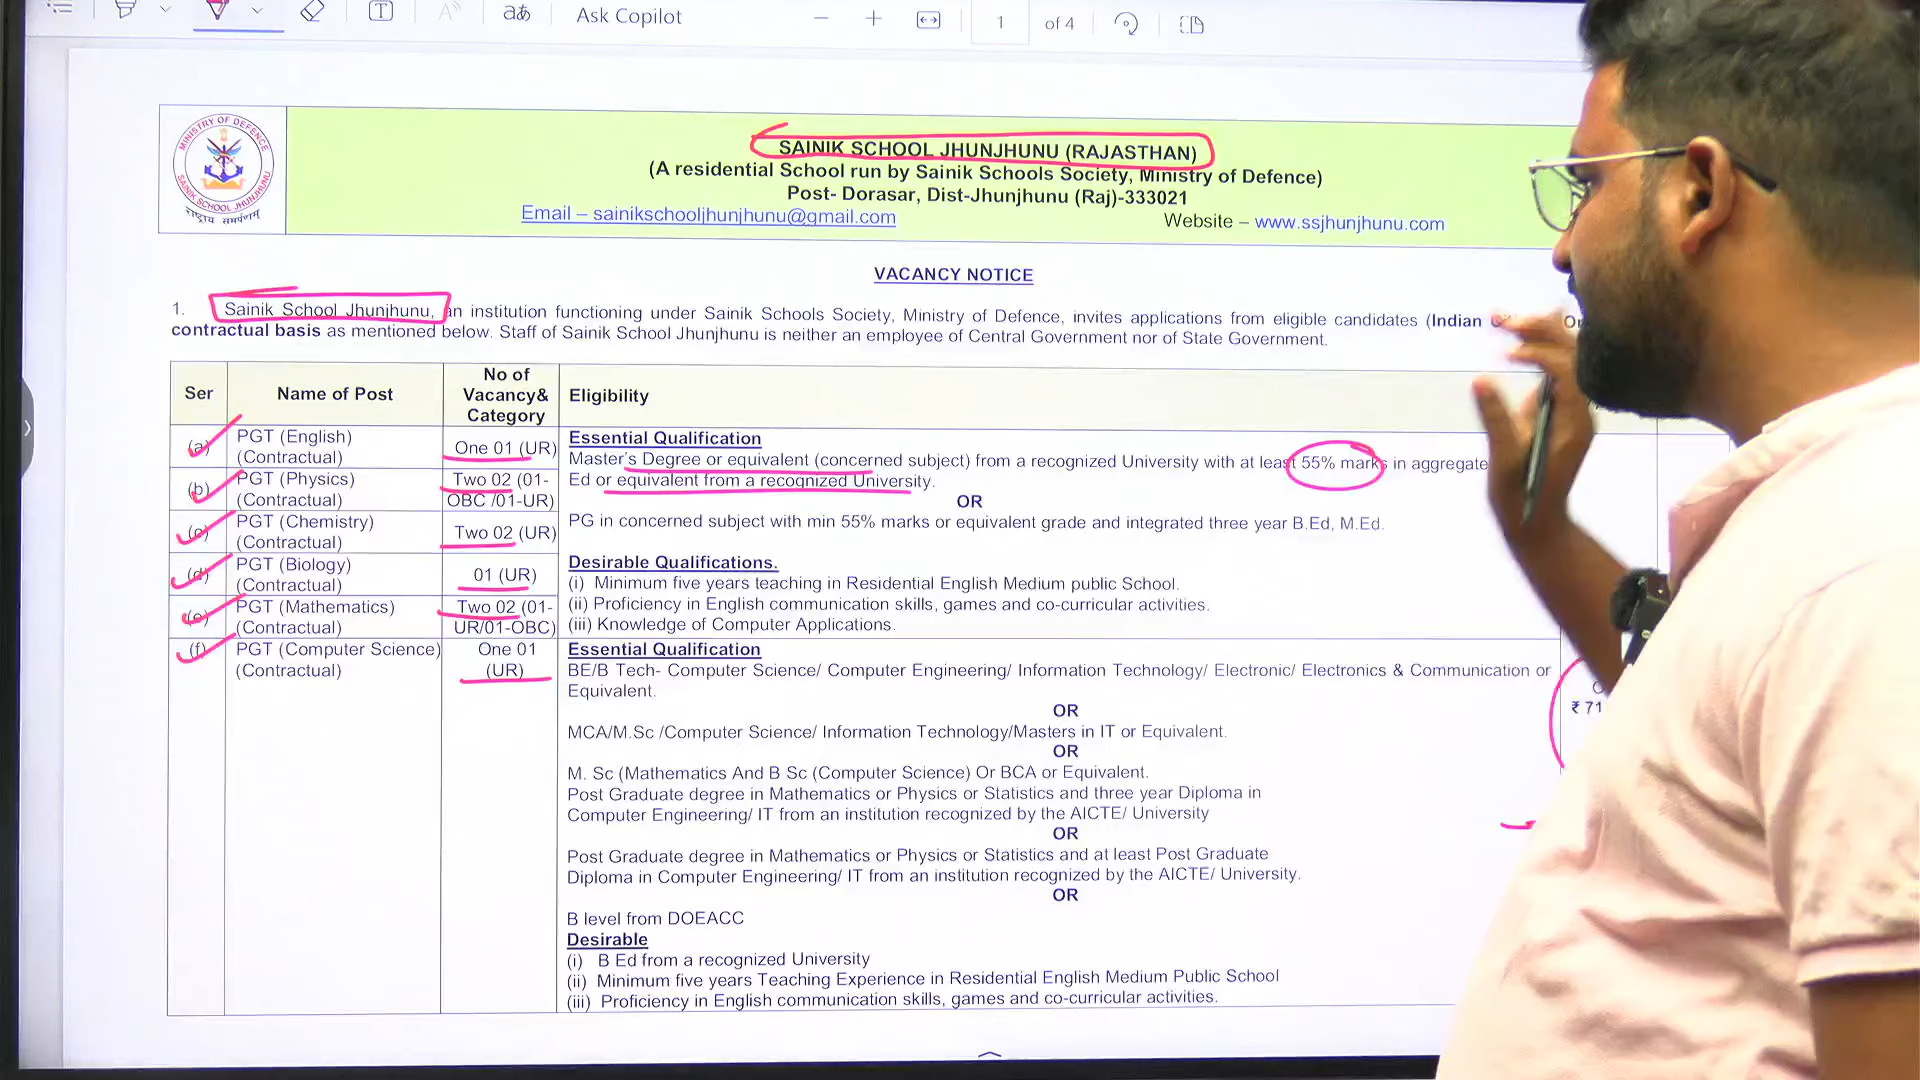 Ask Copilot
1 of 4
MINISTRY OF DEFENCE
SAINIK SCHOOL JHUNJHUNU
राष्ट्राय समर्पणम्
SAINIK SCHOOL JHUNJHUNU (RAJASTHAN)
(A residential School run by Sainik Schools Society, Ministry of Defence)
Post- Dorasar, Dist-Jhunjhunu (Raj)-333021
Email – sainikschooljhunjhunu@gmail.com Website – www.ssjhunjhunu.com
VACANCY NOTICE
1. Sainik School Jhunjhunu, an institution functioning under Sainik Schools Society, Ministry of Defence, invites applications from eligible candidates (Indian
contractual basis as mentioned below. Staff of Sainik School Jhunjhunu is neither an employee of Central Government nor of State Government.
Ser Name of Post No of Vacancy& Category Eligibility
(a) PGT (English) (Contractual) One 01 (UR)
(b) PGT (Physics) (Contractual) Two 02 (01-OBC /01-UR)
(c) PGT (Chemistry) (Contractual) Two 02 (UR)
(d) PGT (Biology) (Contractual) 01 (UR)
(e) PGT (Mathematics) (Contractual) Two 02 (01-UR/01-OBC)
Essential Qualification
Master's Degree or equivalent (concerned subject) from a recognized University with at least 55% marks in aggregate
Ed or equivalent from a recognized University.
OR
PG in concerned subject with min 55% marks or equivalent grade and integrated three year B.Ed, M.Ed.
Desirable Qualifications.
(i) Minimum five years teaching in Residential English Medium public School.
(ii) Proficiency in English communication skills, games and co-curricular activities.
(iii) Knowledge of Computer Applications.
(f) PGT (Computer Science) (Contractual) One 01 (UR)
Essential Qualification
BE/B Tech- Computer Science/ Computer Engineering/ Information Technology/ Electronic/ Electronics & Communication or
Equivalent.
OR
MCA/M.Sc /Computer Science/ Information Technology/Masters in IT or Equivalent.
OR
M. Sc (Mathematics And B Sc (Computer Science) Or BCA or Equivalent.
Post Graduate degree in Mathematics or Physics or Statistics and three year Diploma in
Computer Engineering/ IT from an institution recognized by the AICTE/ University
OR
Post Graduate degree in Mathematics or Physics or Statistics and at least Post Graduate
Diploma in Computer Engineering/ IT from an institution recognized by the AICTE/ University.
OR
B level from DOEACC
Desirable
(i) B Ed from a recognized University
(ii) Minimum five years Teaching Experience in Residential English Medium Public School
(iii) Proficiency in English communication skills, games and co-curricular activities.
₹ 71